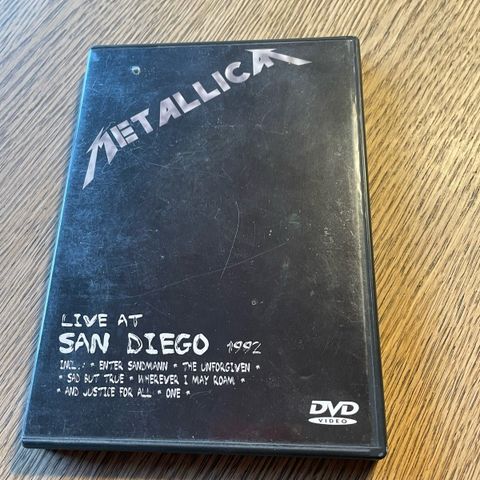 METALLICA
LIVE AT
SAN DIEGO 1992
INCL.: * ENTER SANDMANN * THE UNFORGIVEN *
* SAD BUT TRUE * WHEREVER I MAY ROAM *
* AND JUSTICE FOR ALL * ONE *
DVD
VIDEO